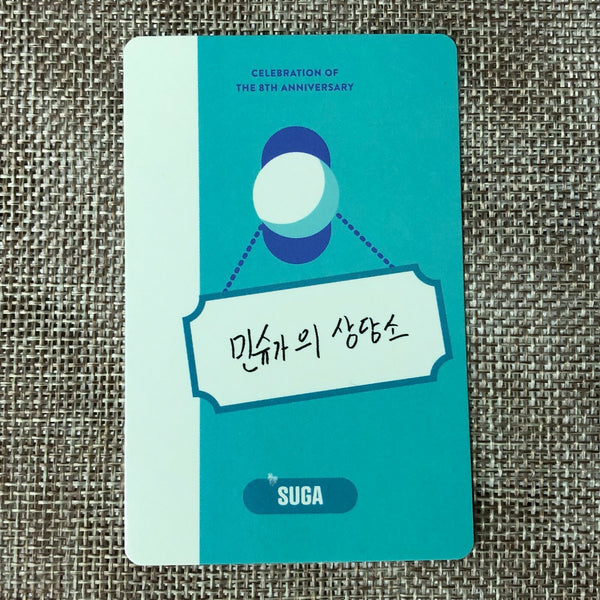 CELEBRATION OF
THE 8TH ANNIVERSARY
민슈가의 상담소
SUGA